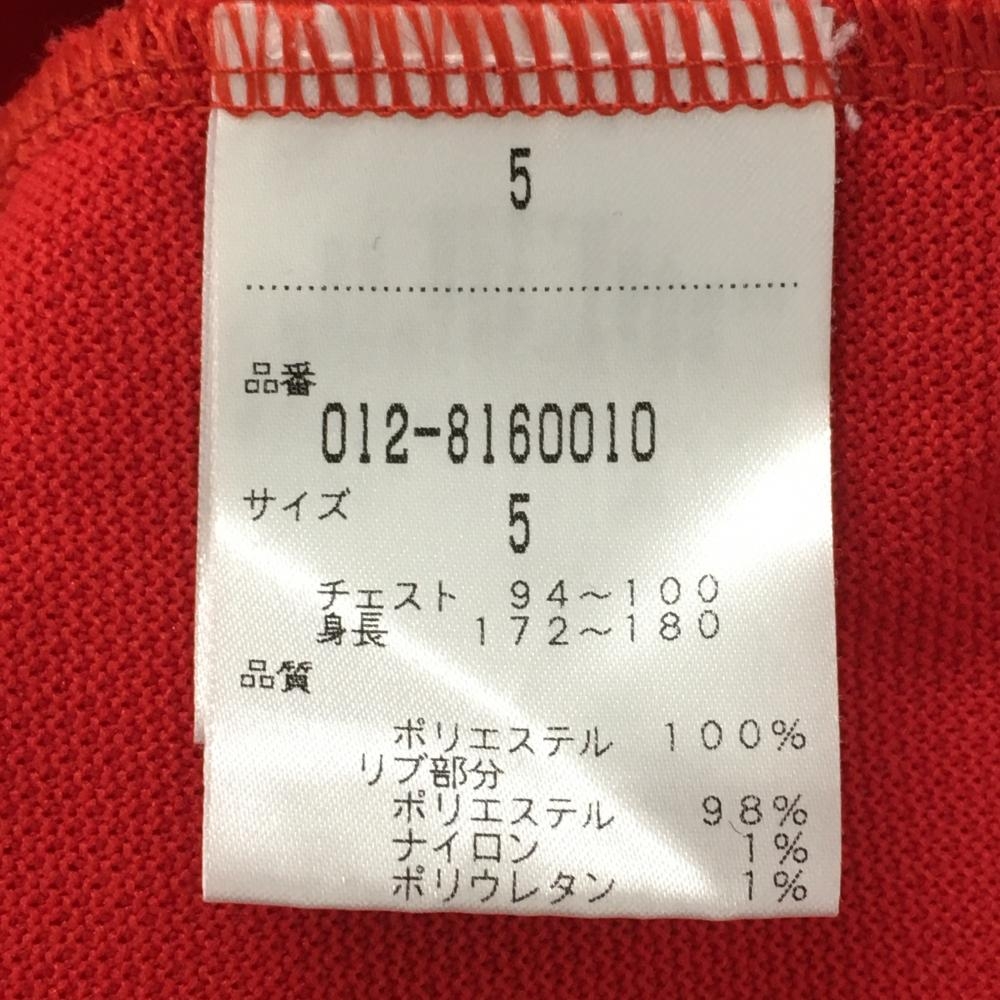 5
品番
012-8160010
サイズ
5
チェスト 94～100
身長 172～180
品質
ポリエステル 100%
リブ部分
ポリエステル 98%
ナイロン 1%
ポリウレタン 1%